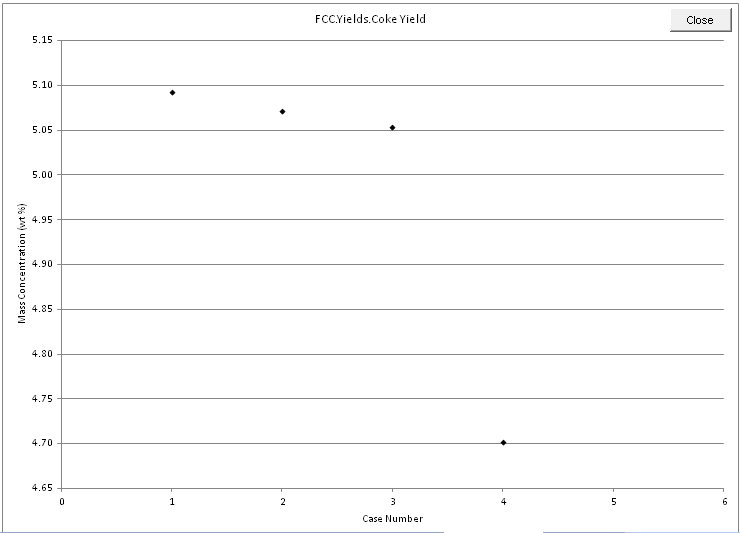 FCC.Yields.Coke Yield
Close
5.15
5.10
5.05
5.00
4.95
4.90
4.85
4.80
4.75
4.70
4.65
Mass Concentration (wt %)
0 1 2 3 4 5 6
Case Number